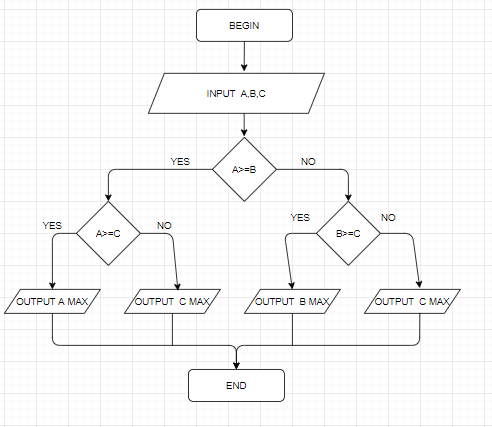 BEGIN
INPUT A,B,C
A>=B
YES
NO
A>=C
YES
NO
B>=C
YES
NO
OUTPUT A MAX
OUTPUT C MAX
OUTPUT B MAX
OUTPUT C MAX
END